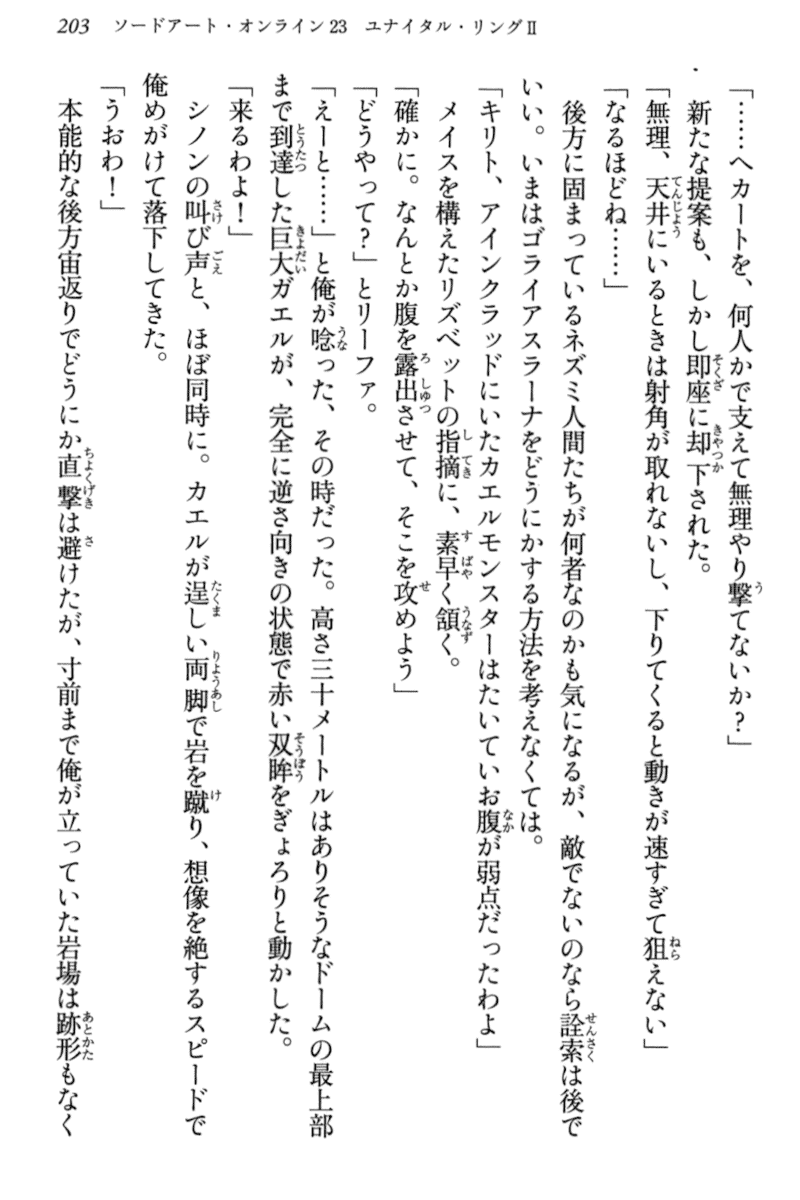 203 ソードアート・オンライン23 ユナイタル・リングⅡ
「……ヘカートを、何人かで支えて無理やり撃てないか？」
新たな提案も、しかし即座に却下された。
「無理、天井にいるときは射角が取れないし、下りてくると動きが速すぎて狙えない」
「なるほどね……」
後方に固まっているネズミ人間たちが何者なのかも気になるが、敵でないのなら詮索は後で
いい。いまはゴライアスラーナをどうにかする方法を考えなくては。
「キリト、アインクラッドにいたカエルモンスターはたいていお腹が弱点だったわよ」
メイスを構えたリズベットの指摘に、素早く頷く。
「確かに。なんとか腹を露出させて、そこを攻めよう」
「どうやって？」とリーファ。
「えーと……」と俺が唸った、その時だった。高さ三十メートルはありそうなドームの最上部
まで到達した巨大ガエルが、完全に逆さ向きの状態で赤い双眸をぎょろりと動かした。
「来るわよ！」
シノンの叫び声と、ほぼ同時に。カエルが逞しい両脚で岩を蹴り、想像を絶するスピードで
俺めがけて落下してきた。
「うおわ！」
本能的な後方宙返りでどうにか直撃は避けたが、寸前まで俺が立っていた岩場は跡形もなく